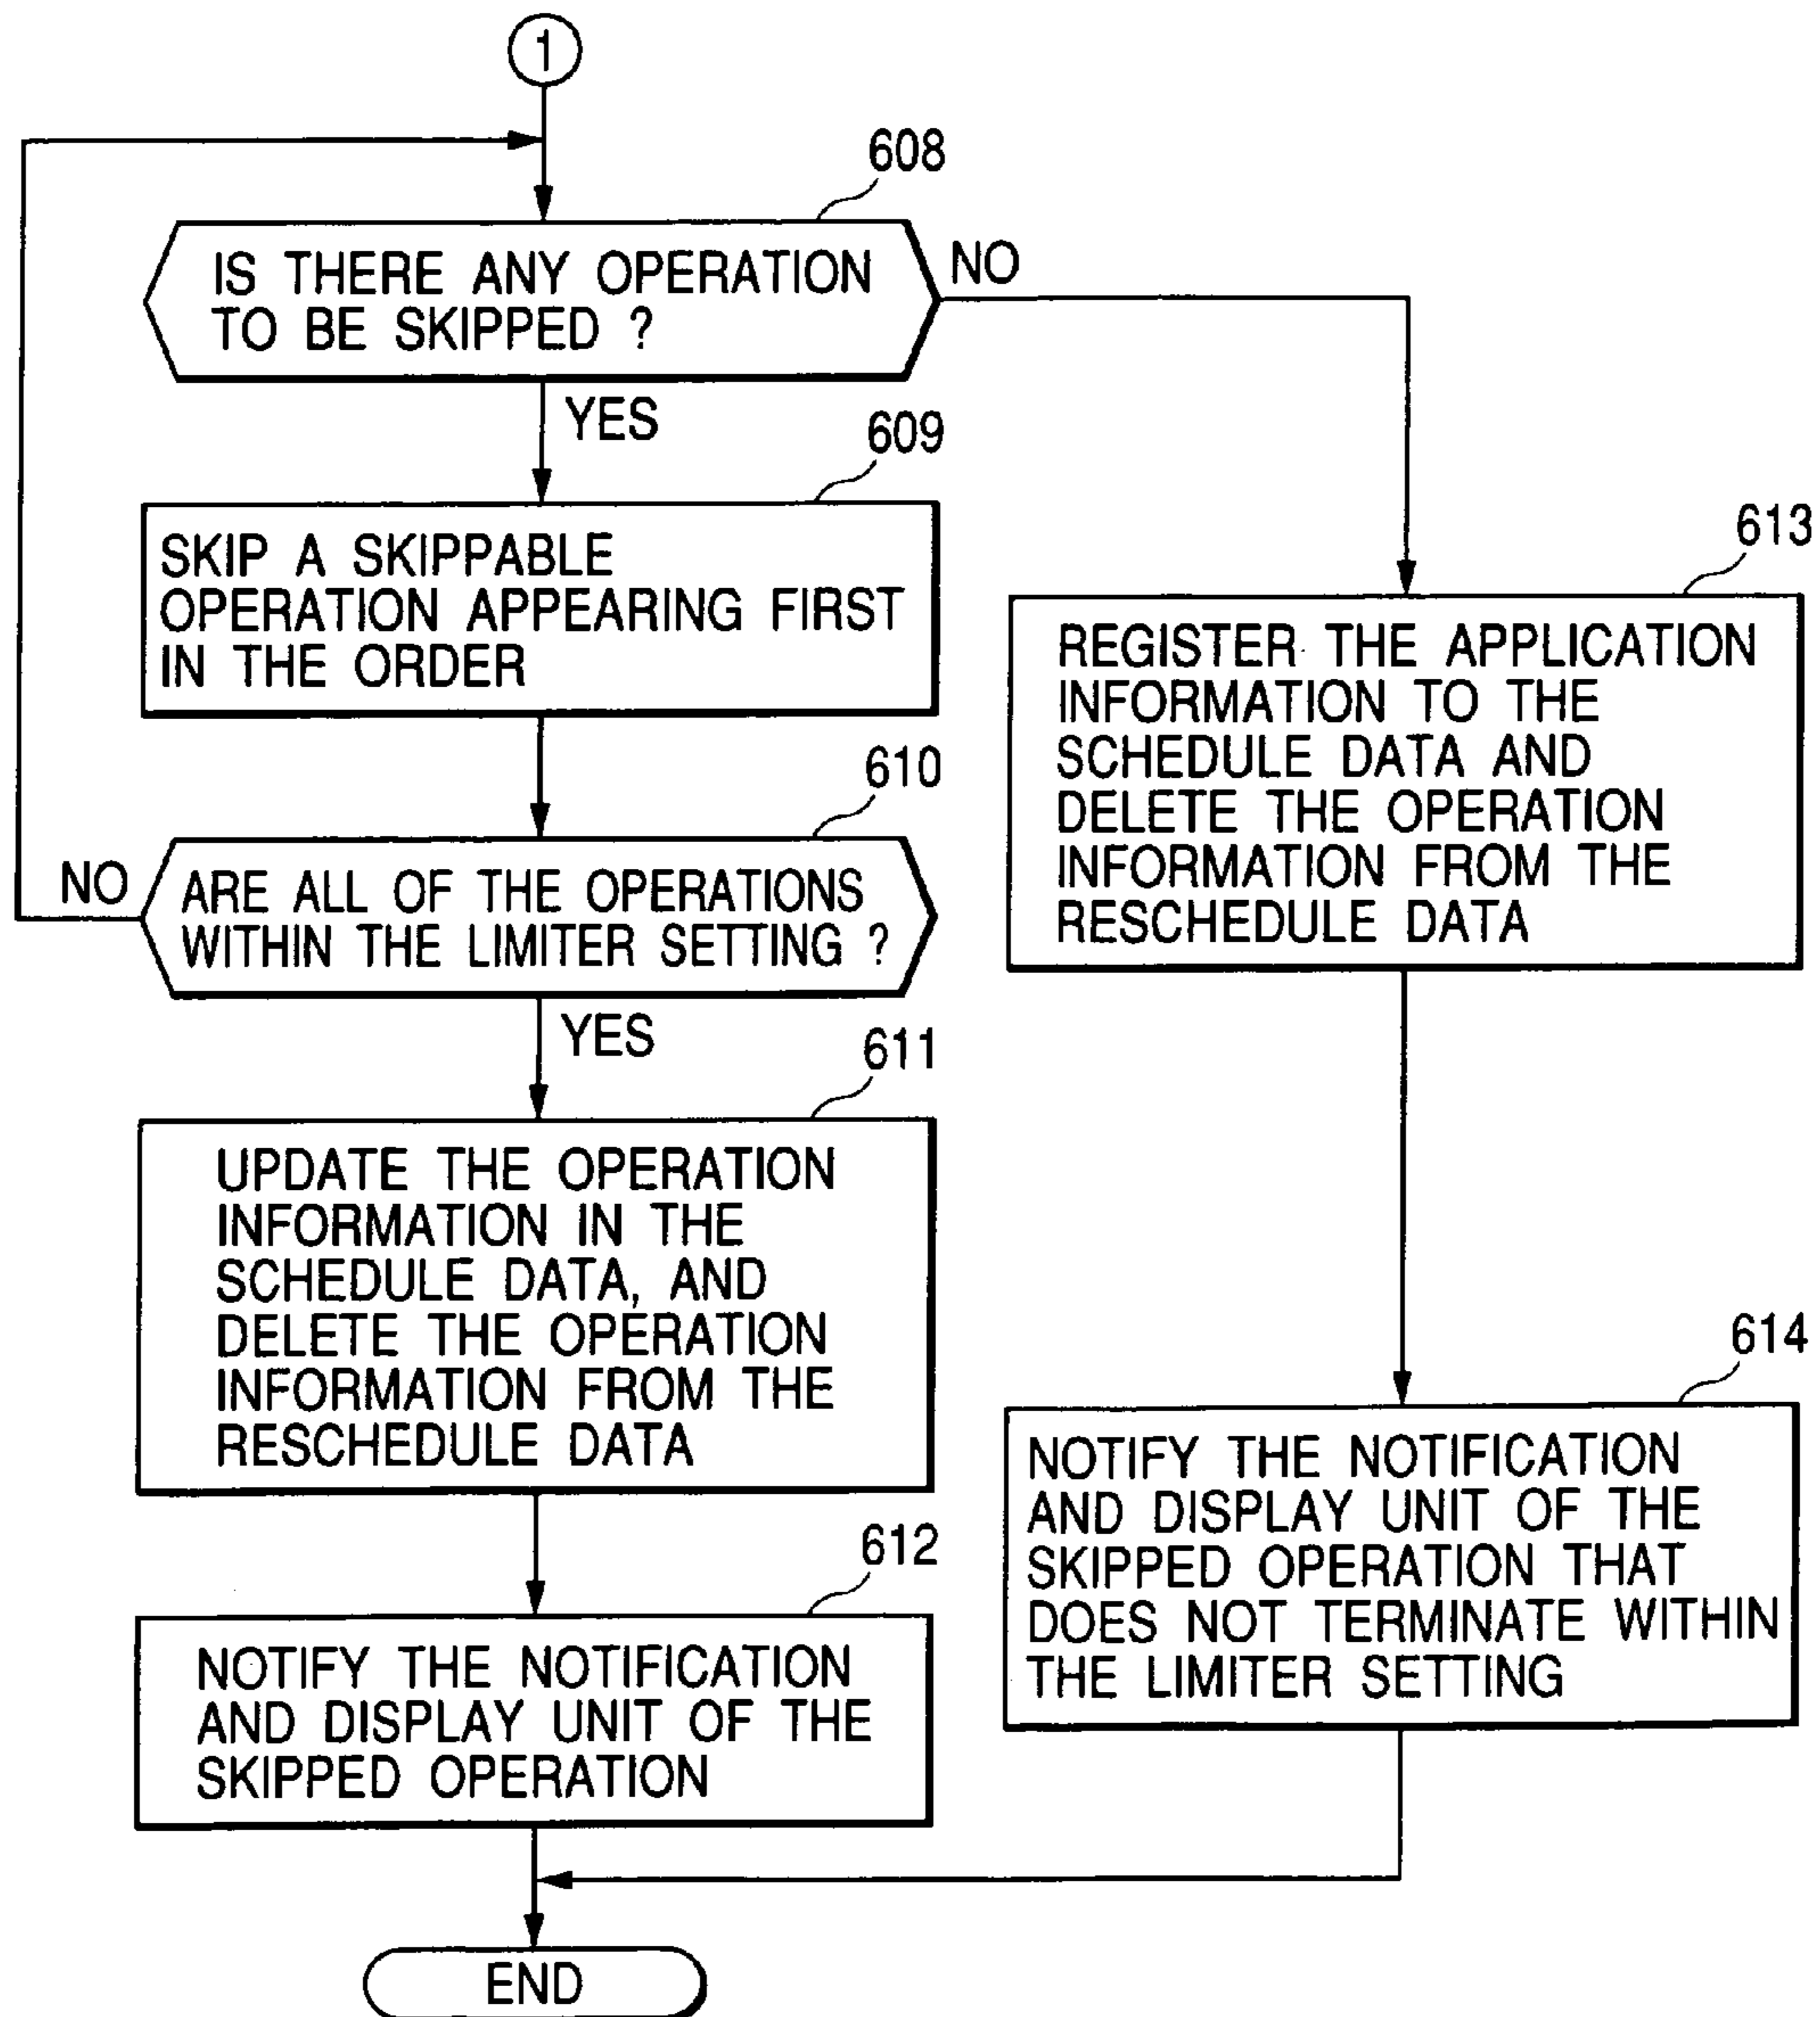 1
608
IS THERE ANY OPERATION
TO BE SKIPPED ?
NO
YES
609
SKIP A SKIPPABLE
OPERATION APPEARING FIRST
IN THE ORDER
610
NO
ARE ALL OF THE OPERATIONS
WITHIN THE LIMITER SETTING ?
YES
611
UPDATE THE OPERATION
INFORMATION IN THE
SCHEDULE DATA, AND
DELETE THE OPERATION
INFORMATION FROM THE
RESCHEDULE DATA
612
NOTIFY THE NOTIFICATION
AND DISPLAY UNIT OF THE
SKIPPED OPERATION
613
REGISTER THE APPLICATION
INFORMATION TO THE
SCHEDULE DATA AND
DELETE THE OPERATION
INFORMATION FROM THE
RESCHEDULE DATA
614
NOTIFY THE NOTIFICATION
AND DISPLAY UNIT OF THE
SKIPPED OPERATION THAT
DOES NOT TERMINATE WITHIN
THE LIMITER SETTING
END